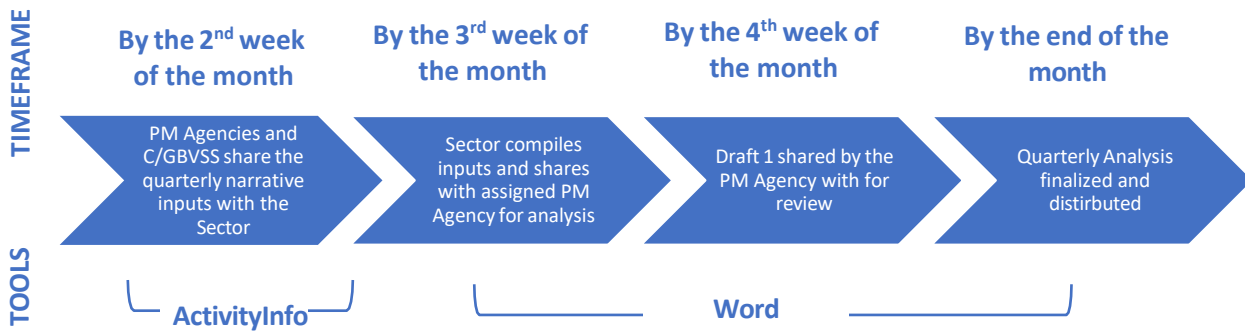 TIMEFRAME
By the 2nd week
of the month
By the 3rd week of
the month
By the 4th week of
the month
By the end of the
month
PM Agencies and
C/GBVSS share the
quarterly narrative
inputs with the
Sector
Sector compiles
inputs and shares
with assigned PM
Agency for analysis
Draft 1 shared by the
PM Agency with for
review
Quarterly Analysis
finalized and
distirbuted
TOOLS
ActivityInfo
Word